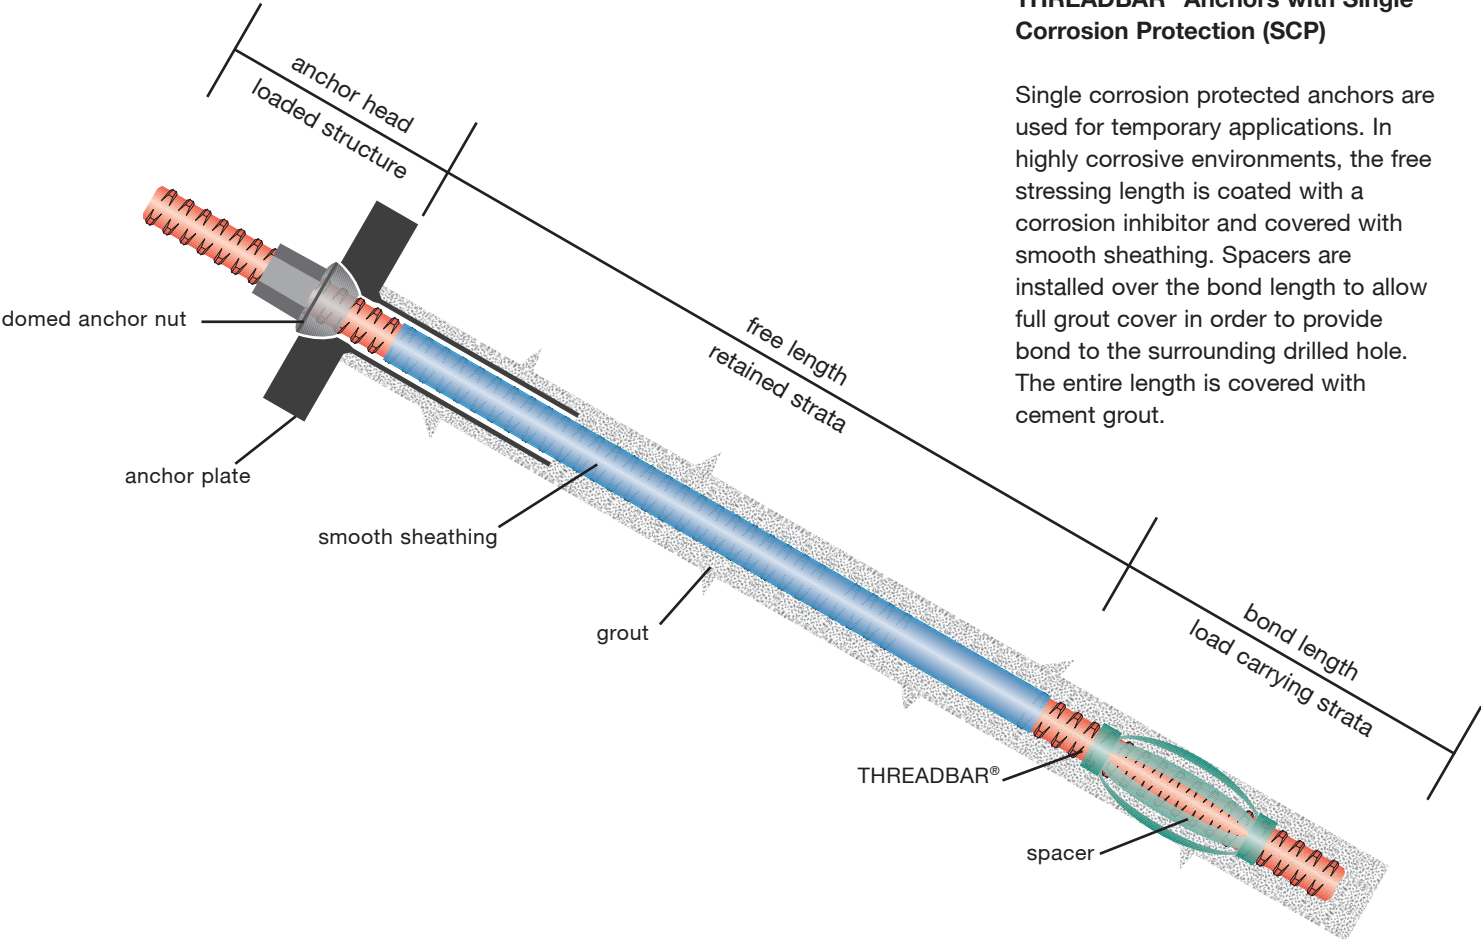 THREADBAR® Anchors with Single
Corrosion Protection (SCP)
Single corrosion protected anchors are
used for temporary applications. In
highly corrosive environments, the free
stressing length is coated with a
corrosion inhibitor and covered with
smooth sheathing. Spacers are
installed over the bond length to allow
full grout cover in order to provide
bond to the surrounding drilled hole.
The entire length is covered with
cement grout.
anchor head
loaded structure
domed anchor nut
free length
retained strata
anchor plate
smooth sheathing
grout
bond length
load carrying strata
THREADBAR®
spacer